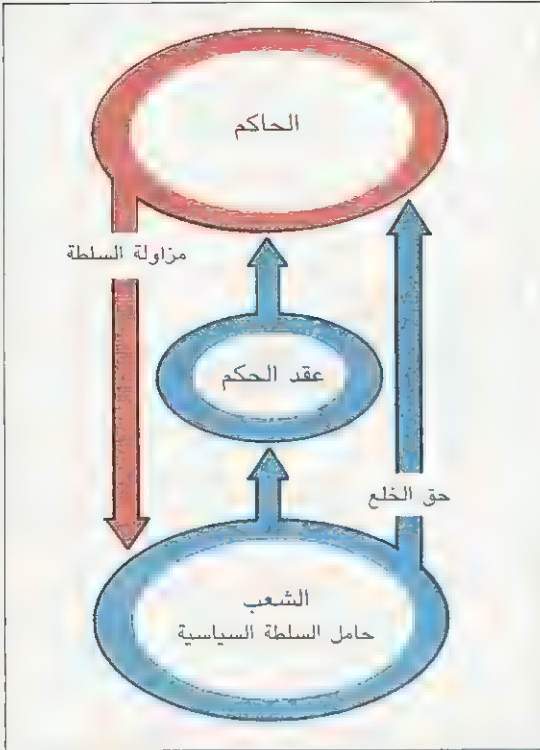 الحاكم
مزاولة السلطة
عقد الحكم
حق الخلع
الشعب
حامل السلطة السياسية